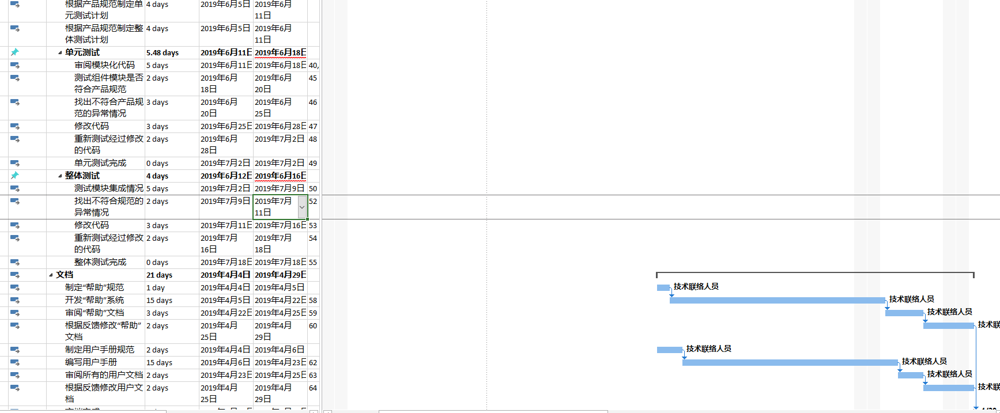 根据产品规范制定单 4 days 2019年6月5日 2019年6月
元测试计划 11日
根据产品规范制定整 4 days 2019年6月5日 2019年6月
体测试计划 11日
单元测试 5.48 days 2019年6月11日 2019年6月18日
审阅模块化代码 5 days 2019年6月11日 2019年6月18日 40,
测试组件模块是否 2 days 2019年6月 2019年6月 45
符合产品规范 18日 20日
找出不符合产品规 3 days 2019年6月 2019年6月 46
范的异常情况 20日 25日
修改代码 3 days 2019年6月25日 2019年6月28日 47
重新测试经过修改 2 days 2019年6月 2019年7月2日 48
的代码 28日
单元测试完成 0 days 2019年7月2日 2019年7月2日 49
整体测试 4 days 2019年6月12日 2019年6月16日
测试模块集成情况 5 days 2019年7月2日 2019年7月9日 50
找出不符合规范的 2 days 2019年7月9日 2019年7月 52
异常情况 11日
修改代码 3 days 2019年7月11日 2019年7月16日 53
重新测试经过修改 2 days 2019年7月 2019年7月 54
的代码 16日 18日
整体测试完成 0 days 2019年7月18日 2019年7月18日 55
文档 21 days 2019年4月4日 2019年4月29日
制定“帮助”规范 1 day 2019年4月4日 2019年4月5日 技术联络人员
开发“帮助”系统 15 days 2019年4月5日 2019年4月22日 58 技术联络人员
审阅“帮助”文档 3 days 2019年4月22日 2019年4月25日 59 技术联络人员
根据反馈修改“帮助” 2 days 2019年4月 2019年4月 60 技术联
文档 25日 29日
制定用户手册规范 2 days 2019年4月4日 2019年4月6日 技术联络人员
编写用户手册 15 days 2019年4月6日 2019年4月23日 62 技术联络人员
审阅所有的用户文档 2 days 2019年4月23日 2019年4月25日 63 技术联络人员
根据反馈修改用户文 2 days 2019年4月 2019年4月 64 技术联
档 25日 29日